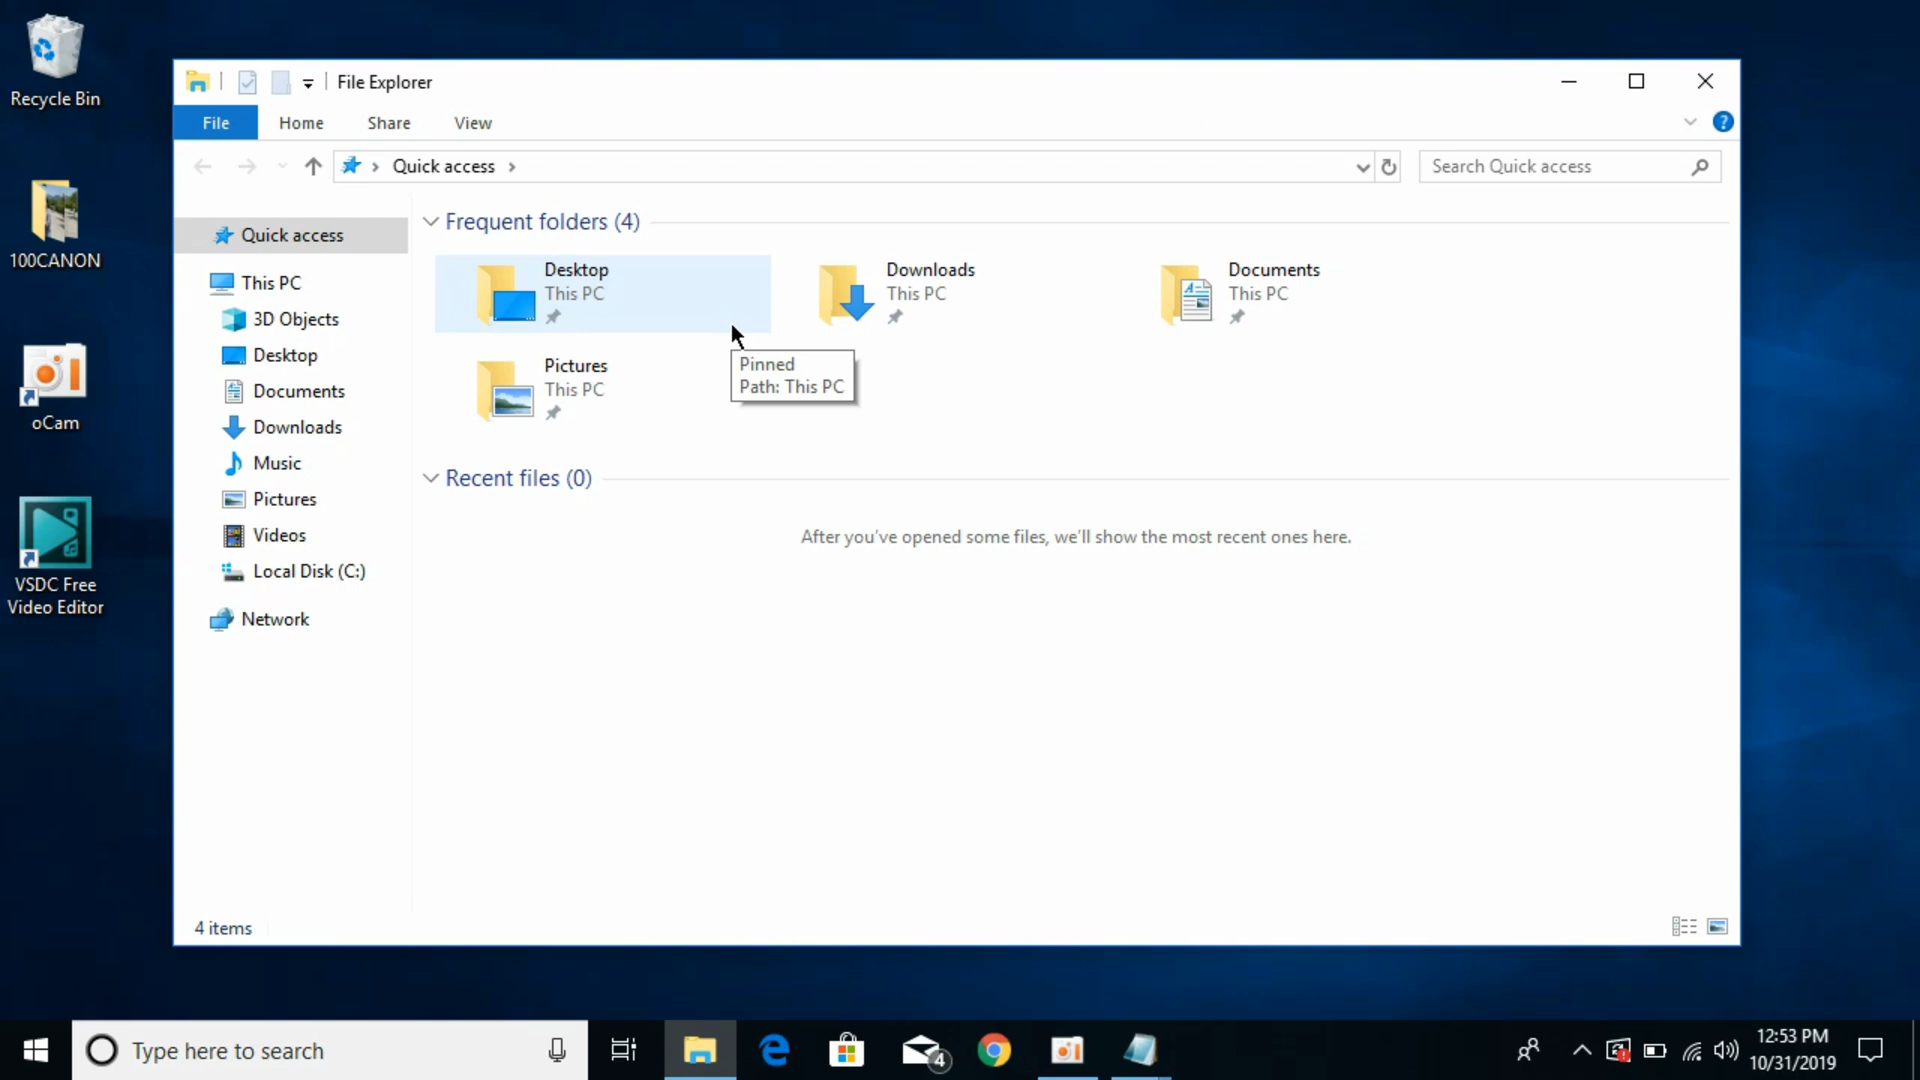 Recycle Bin
100CANON
oCam
VSDC Free
Video Editor
File Explorer
File
Home
Share
View
?
Quick access
Search Quick access
Quick access
This PC
3D Objects
Desktop
Documents
Downloads
Music
Pictures
Videos
Local Disk (C:)
Network
Frequent folders (4)
Desktop
This PC
Downloads
This PC
Documents
This PC
Pictures
This PC
Pinned
Path: This PC
Recent files (0)
After you've opened some files, we'll show the most recent ones here.
4 items
Type here to search
4
12:53 PM
10/31/2019